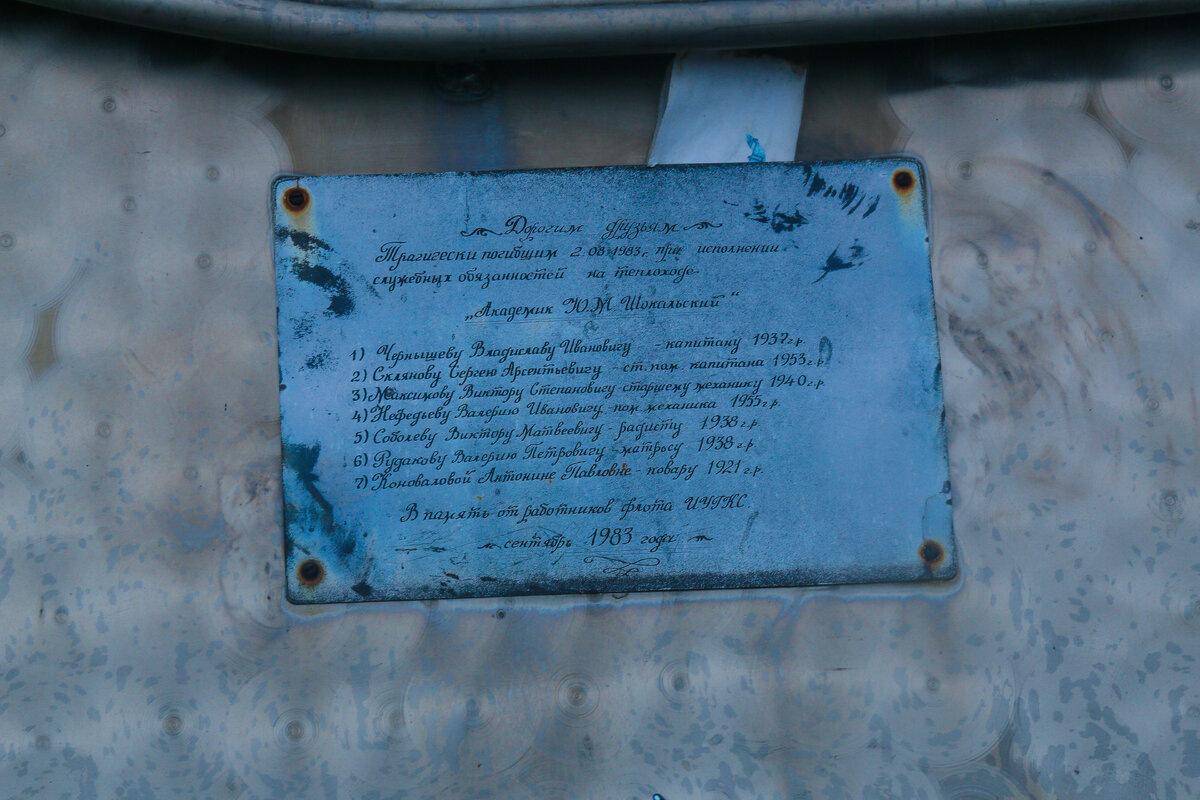 Дорогим друзьям
Трагически погибшим 2.08.1983, при исполнении
служебных обязанностей на теплоходе
„Академик Ю.М. Шокальский“
1) Чернышеву Владиславу Ивановичу - капитану 1937г.р.
2) Склянову Сергею Арсентьевичу - ст. пом. капитана 1953г.р.
3) Максимову Виктору Степановичу - старшему механику 1940г.р.
4) Нефедьеву Валерию Ивановичу - пом. механика 1955г.р.
5) Соболеву Виктору Матвеевичу - радисту 1938г.р.
6) Рудакову Валерию Петровичу - матросу 1938г.р.
7) Коноваловой Антонине Павловне - повару 1921г.р.
В память от работников флота ИУГКС.
сентябрь 1983 года